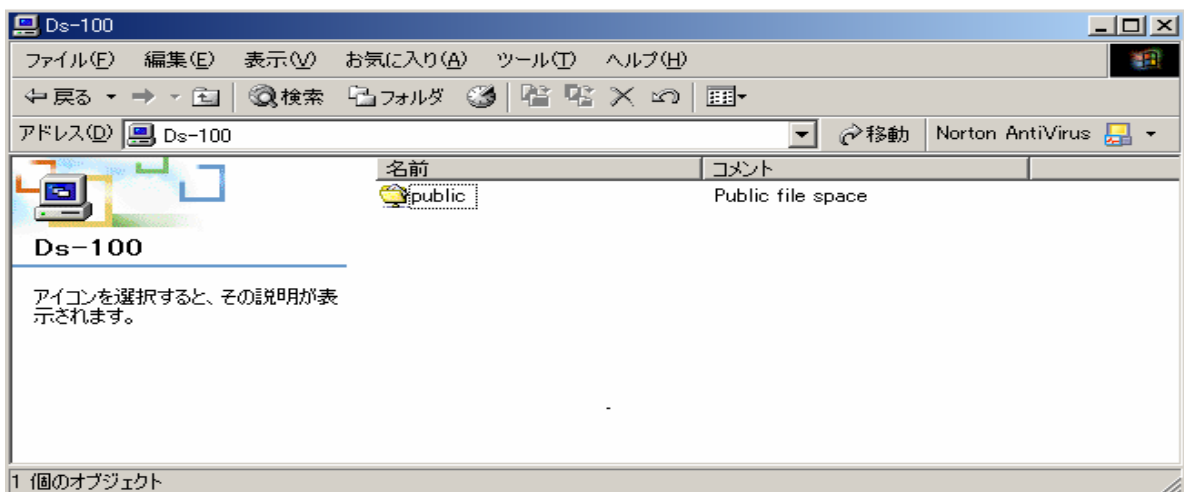 Ds-100
ファイル(F) 編集(E) 表示(V) お気に入り(A) ツール(T) ヘルプ(H)
戻る 検索 フォルダ
アドレス(D) Ds-100 移動 Norton AntiVirus
名前 コメント
public Public file space
Ds-100
アイコンを選択すると、その説明が表
示されます。
1 個のオブジェクト